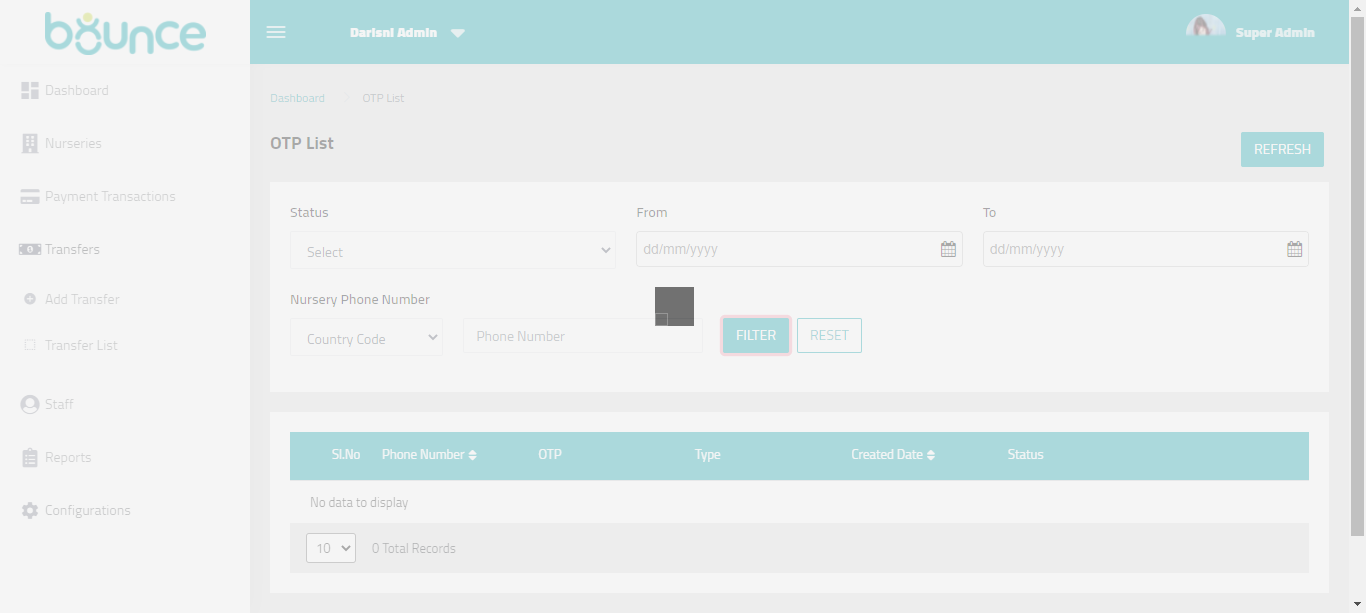 bounce
Darisni Admin
Super Admin
Dashboard
Nurseries
Payment Transactions
Transfers
Add Transfer
Transfer List
Staff
Reports
Configurations
Dashboard OTP List
OTP List
REFRESH
Status From To
Select dd/mm/yyyy dd/mm/yyyy
Nursery Phone Number
Country Code Phone Number FILTER RESET
Sl.No Phone Number OTP Type Created Date Status
No data to display
10 0 Total Records